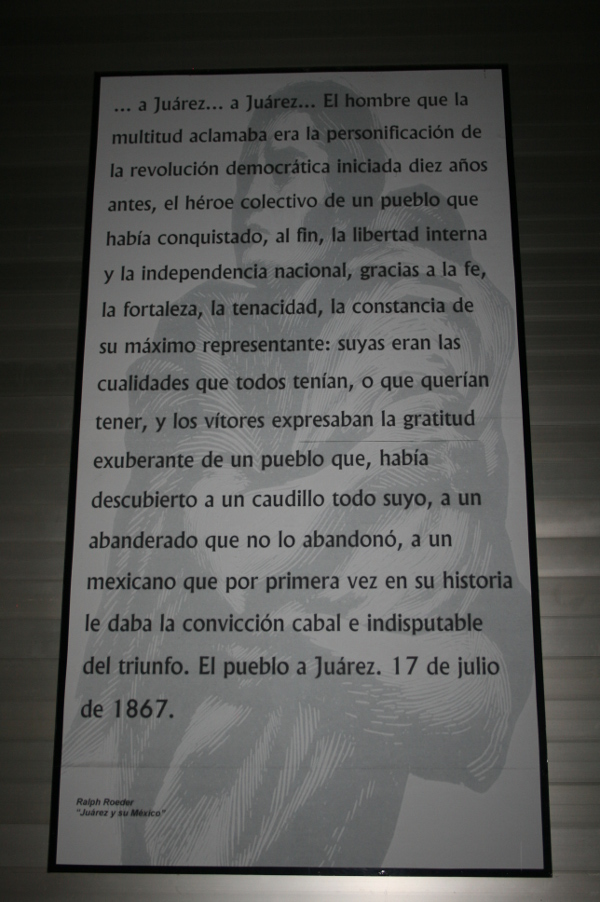 ... a Juárez... a Juárez... El hombre que la
multitud aclamaba era la personificación de
la revolución democrática iniciada diez años
antes, el héroe colectivo de un pueblo que
había conquistado, al fin, la libertad interna
y la independencia nacional, gracias a la fe,
la fortaleza, la tenacidad, la constancia de
su máximo representante: suyas eran las
cualidades que todos tenían, o que querían
tener, y los vítores expresaban la gratitud
exuberante de un pueblo que, había
descubierto a un caudillo todo suyo, a un
abanderado que no lo abandonó, a un
mexicano que por primera vez en su historia
le daba la convicción cabal e indisputable
del triunfo. El pueblo a Juárez. 17 de julio
de 1867.
Ralph Roeder
"Juárez y su México"